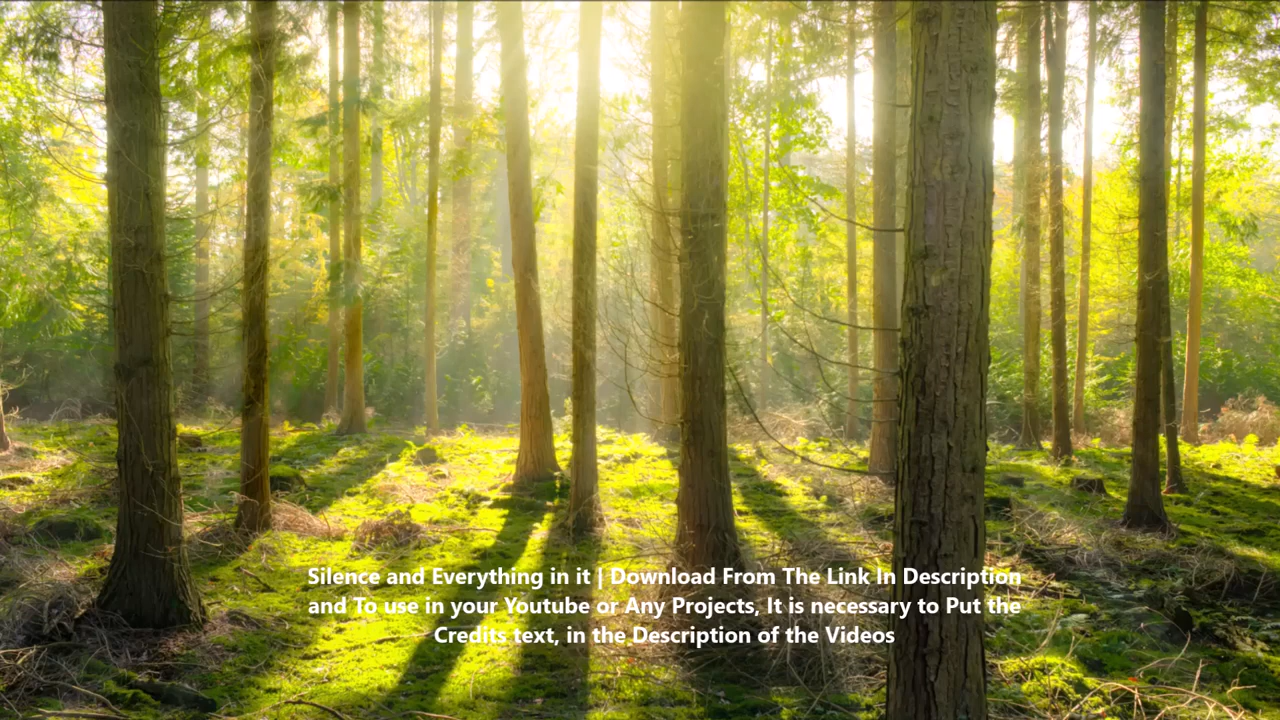 Silence and Everything in it | Download From The Link In Description
and To use in your Youtube or Any Projects, It is necessary to Put the
Credits text, in the Description of the Videos